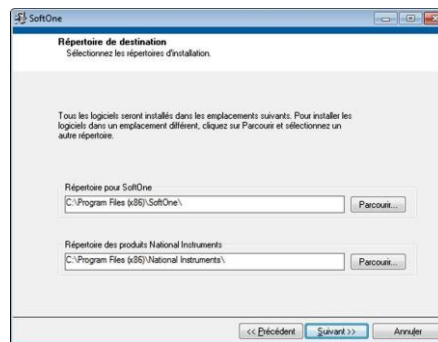 SoftOne
Répertoire de destination
Sélectionnez les répertoires d'installation.
Tous les logiciels seront installés dans les emplacements suivants. Pour installer les
logiciels dans un emplacement différent, cliquez sur Parcourir et sélectionnez un
autre répertoire.
Répertoire pour SoftOne
C:\Program Files (x86)\SoftOne\
Parcourir...
Répertoire des produits National Instruments
C:\Program Files (x86)\National Instruments\
Parcourir...
<< Précédent
Suivant >>
Annuler